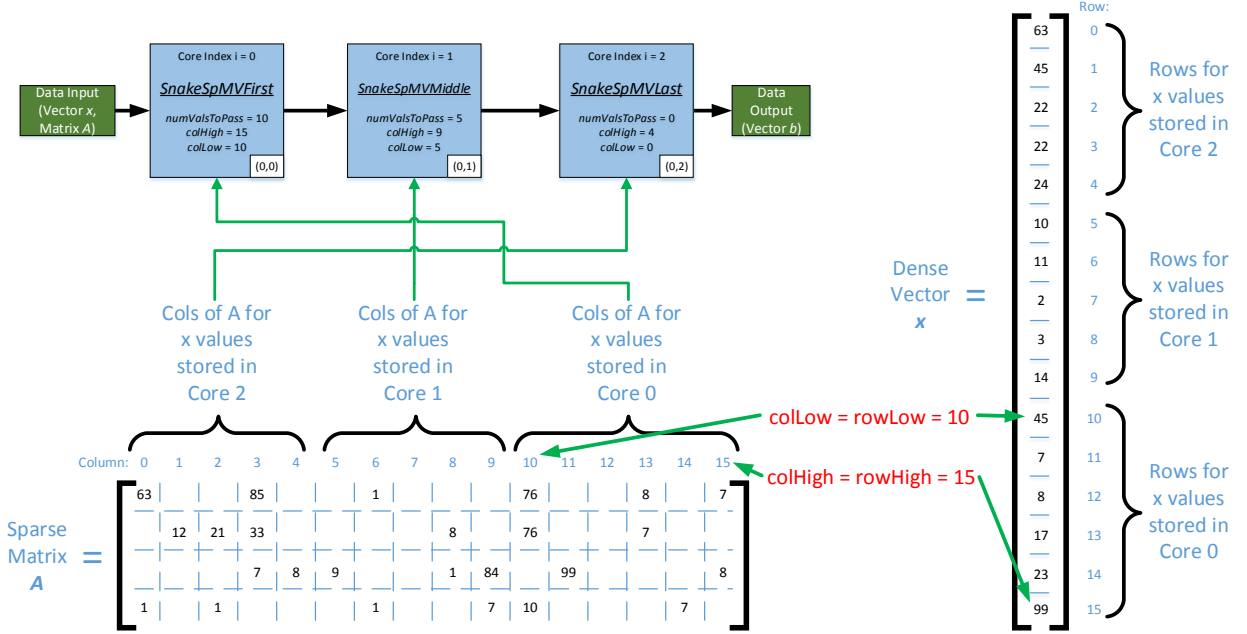 Core Index i = 0
SnakeSpMVFirst
numValsToPass = 10
colHigh = 15
colLow = 10
(0,0)
Core Index i = 1
SnakeSpMVMiddle
numValsToPass = 5
colHigh = 9
colLow = 5
(0,1)
Core Index i = 2
SnakeSpMVLast
numValsToPass = 0
colHigh = 4
colLow = 0
(0,2)
Data Input
(Vector x,
Matrix A)
Data
Output
(Vector b)
Cols of A for
x values
stored in
Core 2
Cols of A for
x values
stored in
Core 1
Cols of A for
x values
stored in
Core 0
Column: 0 1 2 3 4 5 6 7 8 9 10 11 12 13 14 15
Sparse
Matrix
A
=
63 85 1 76 8 7
12 21 33 8 76 7
7 8 9 1 84 99 8
1 1 1 7 10 7
colLow = rowLow = 10
colHigh = rowHigh = 15
Dense
Vector
x
=
Row:
63 0
45 1
22 2
22 3
24 4
10 5
11 6
2 7
3 8
14 9
45 10
7 11
8 12
17 13
23 14
99 15
Rows for
x values
stored in
Core 2
Rows for
x values
stored in
Core 1
Rows for
x values
stored in
Core 0